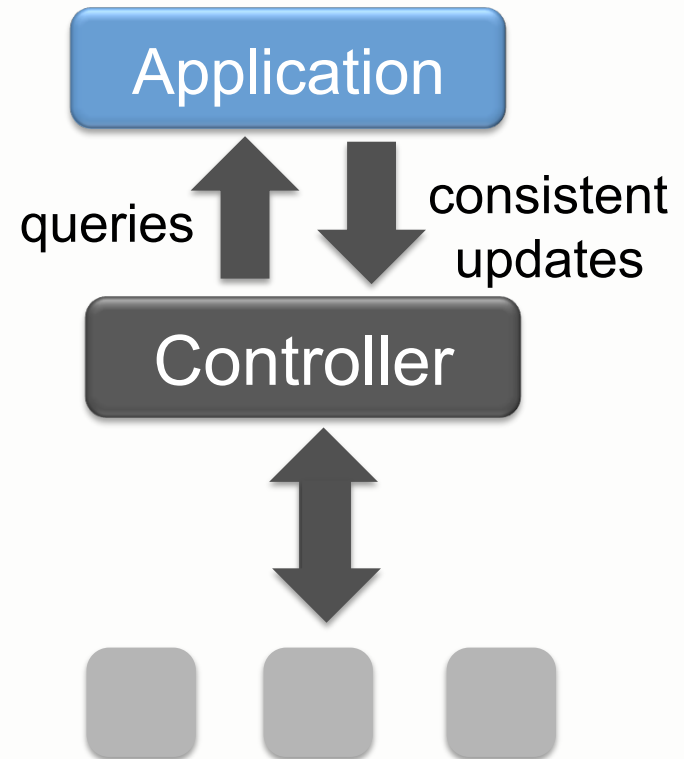 Application
queries
consistent
updates
Controller